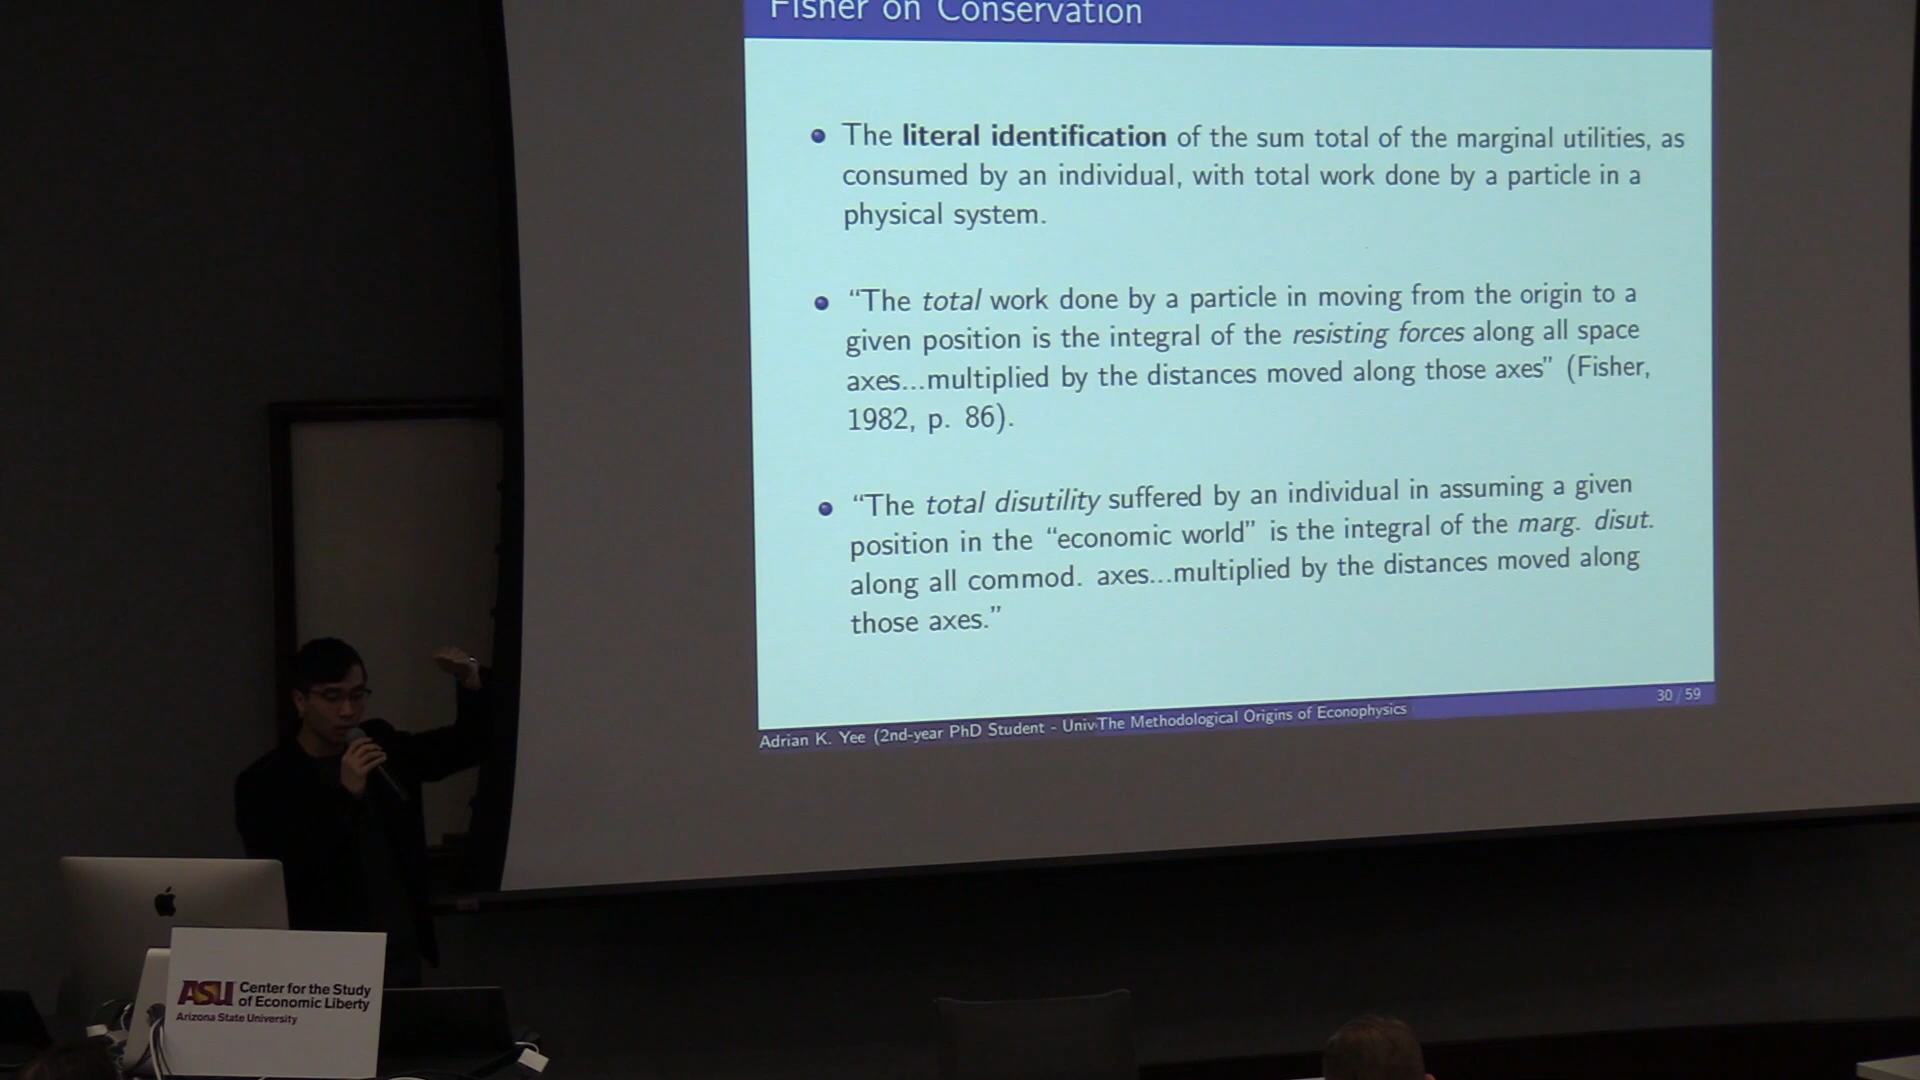 Fisher on Conservation
The literal identification of the sum total of the marginal utilities, as
consumed by an individual, with total work done by a particle in a
physical system.
“The total work done by a particle in moving from the origin to a
given position is the integral of the resisting forces along all space
axes...multiplied by the distances moved along those axes” (Fisher,
1982, p. 86).
“The total disutility suffered by an individual in assuming a given
position in the “economic world” is the integral of the marg. disut.
along all commod. axes...multiplied by the distances moved along
those axes.”
30 / 59
Adrian K. Yee (2nd-year PhD Student - Univ The Methodological Origins of Econophysics
ASU Center for the Study
of Economic Liberty
Arizona State University